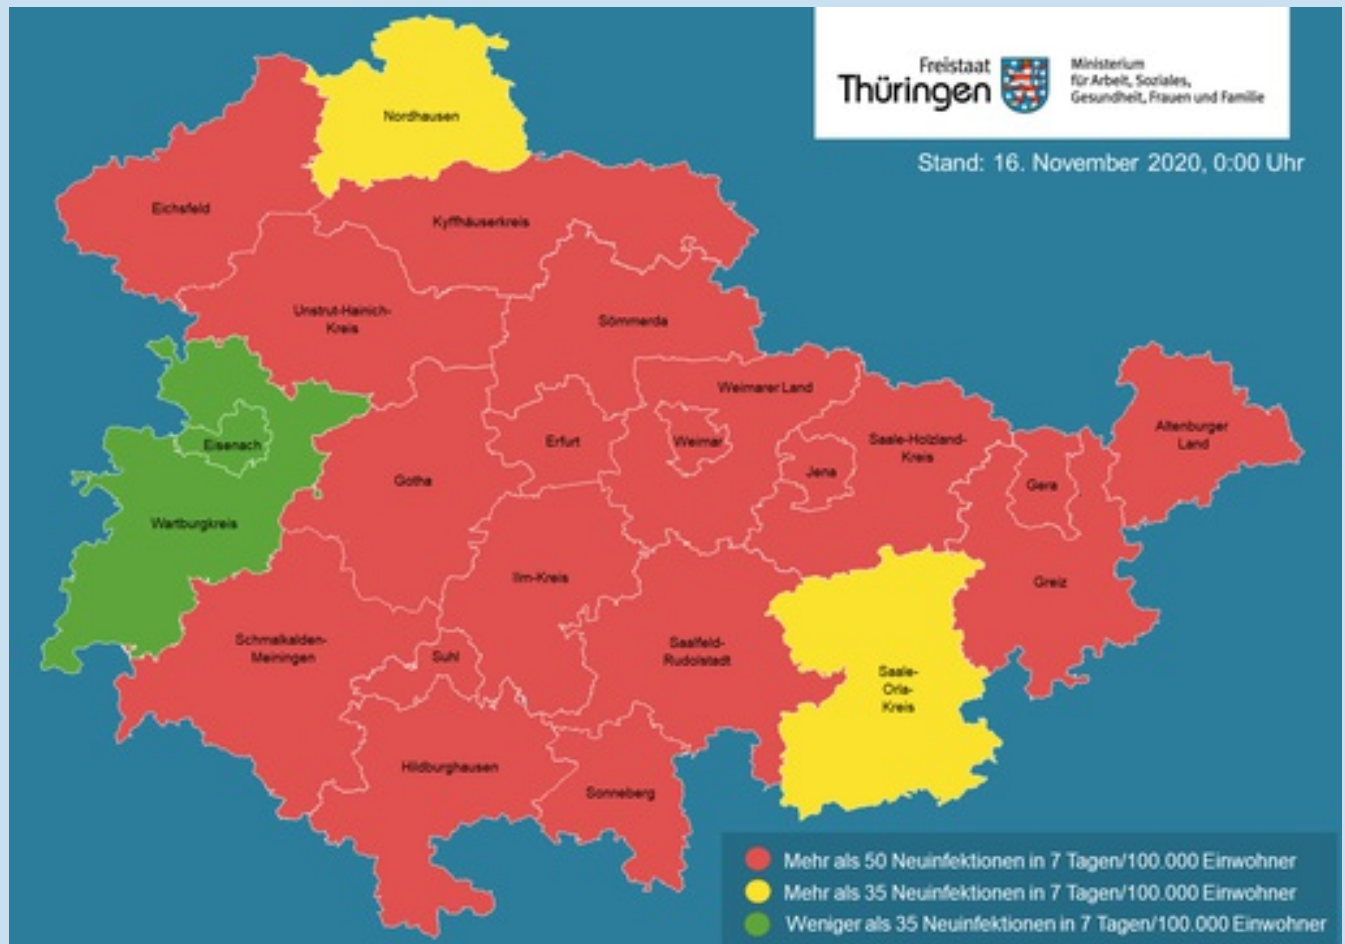 Freistaat
Thüringen
Ministerium
für Arbeit, Soziales,
Gesundheit, Frauen und Familie
Stand: 16. November 2020, 0:00 Uhr
Nordhausen
Eichsfeld
Kyffhäuserkreis
Unstrut-Hainich-
Kreis
Sömmerda
Weimarer Land
Eisenach
Erfurt
Weimar
Saale-Holzland-
Kreis
Altenburger
Land
Gotha
Jena
Gera
Wartburgkreis
Ilm-Kreis
Greiz
Schmalkalden-
Meiningen
Suhl
Saalfeld-
Rudolstadt
Saale-
Orla-
Kreis
Hildburghausen
Sonneberg
Mehr als 50 Neuinfektionen in 7 Tagen/100.000 Einwohner
Mehr als 35 Neuinfektionen in 7 Tagen/100.000 Einwohner
Weniger als 35 Neuinfektionen in 7 Tagen/100.000 Einwohner